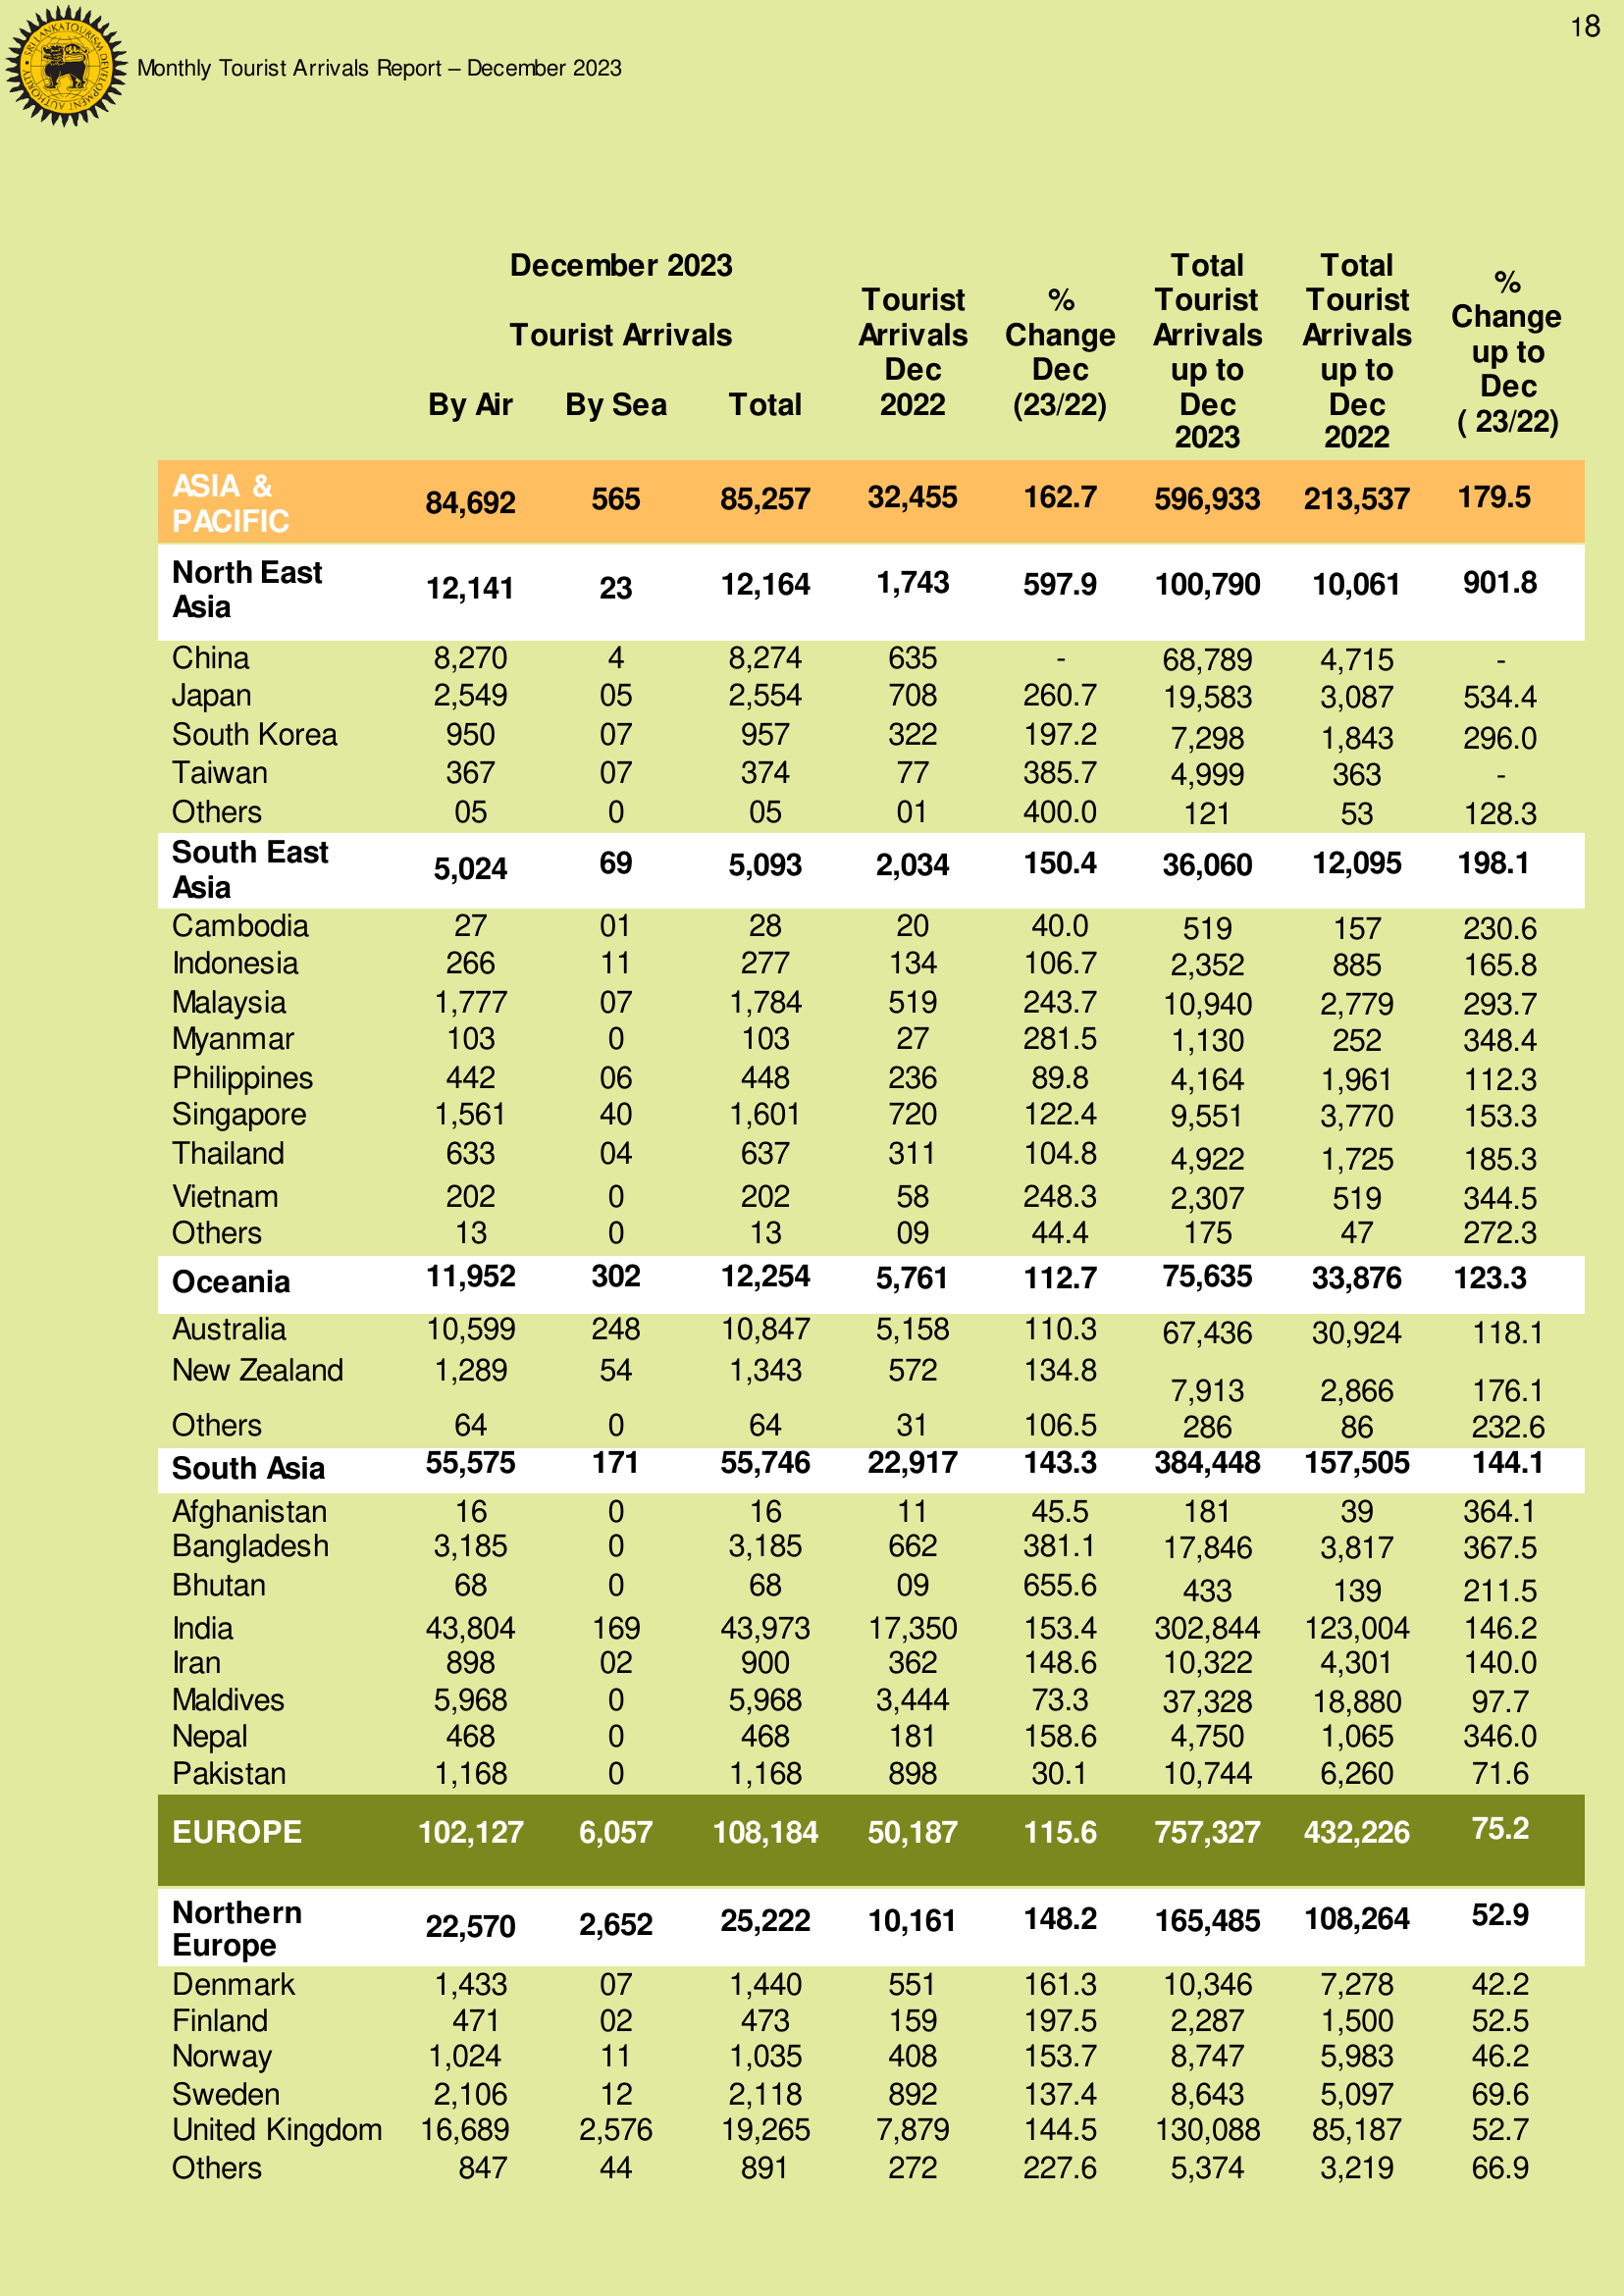 18
SRI LANKA TOURISM DEVELOPMENT AUTHORITY
Monthly Tourist Arrivals Report – December 2023
December 2023
Tourist Arrivals
By Air By Sea Total
Tourist
Arrivals
Dec
2022
%
Change
Dec
(23/22)
Total
Tourist
Arrivals
up to
Dec
2023
Total
Tourist
Arrivals
up to
Dec
2022
%
Change
up to
Dec
( 23/22)
ASIA &
PACIFIC 84,692 565 85,257 32,455 162.7 596,933 213,537 179.5
North East
Asia 12,141 23 12,164 1,743 597.9 100,790 10,061 901.8
China 8,270 4 8,274 635 - 68,789 4,715 -
Japan 2,549 05 2,554 708 260.7 19,583 3,087 534.4
South Korea 950 07 957 322 197.2 7,298 1,843 296.0
Taiwan 367 07 374 77 385.7 4,999 363 -
Others 05 0 05 01 400.0 121 53 128.3
South East
Asia 5,024 69 5,093 2,034 150.4 36,060 12,095 198.1
Cambodia 27 01 28 20 40.0 519 157 230.6
Indonesia 266 11 277 134 106.7 2,352 885 165.8
Malaysia 1,777 07 1,784 519 243.7 10,940 2,779 293.7
Myanmar 103 0 103 27 281.5 1,130 252 348.4
Philippines 442 06 448 236 89.8 4,164 1,961 112.3
Singapore 1,561 40 1,601 720 122.4 9,551 3,770 153.3
Thailand 633 04 637 311 104.8 4,922 1,725 185.3
Vietnam 202 0 202 58 248.3 2,307 519 344.5
Others 13 0 13 09 44.4 175 47 272.3
Oceania 11,952 302 12,254 5,761 112.7 75,635 33,876 123.3
Australia 10,599 248 10,847 5,158 110.3 67,436 30,924 118.1
New Zealand 1,289 54 1,343 572 134.8 7,913 2,866 176.1
Others 64 0 64 31 106.5 286 86 232.6
South Asia 55,575 171 55,746 22,917 143.3 384,448 157,505 144.1
Afghanistan 16 0 16 11 45.5 181 39 364.1
Bangladesh 3,185 0 3,185 662 381.1 17,846 3,817 367.5
Bhutan 68 0 68 09 655.6 433 139 211.5
India 43,804 169 43,973 17,350 153.4 302,844 123,004 146.2
Iran 898 02 900 362 148.6 10,322 4,301 140.0
Maldives 5,968 0 5,968 3,444 73.3 37,328 18,880 97.7
Nepal 468 0 468 181 158.6 4,750 1,065 346.0
Pakistan 1,168 0 1,168 898 30.1 10,744 6,260 71.6
EUROPE 102,127 6,057 108,184 50,187 115.6 757,327 432,226 75.2
Northern
Europe 22,570 2,652 25,222 10,161 148.2 165,485 108,264 52.9
Denmark 1,433 07 1,440 551 161.3 10,346 7,278 42.2
Finland 471 02 473 159 197.5 2,287 1,500 52.5
Norway 1,024 11 1,035 408 153.7 8,747 5,983 46.2
Sweden 2,106 12 2,118 892 137.4 8,643 5,097 69.6
United Kingdom 16,689 2,576 19,265 7,879 144.5 130,088 85,187 52.7
Others 847 44 891 272 227.6 5,374 3,219 66.9